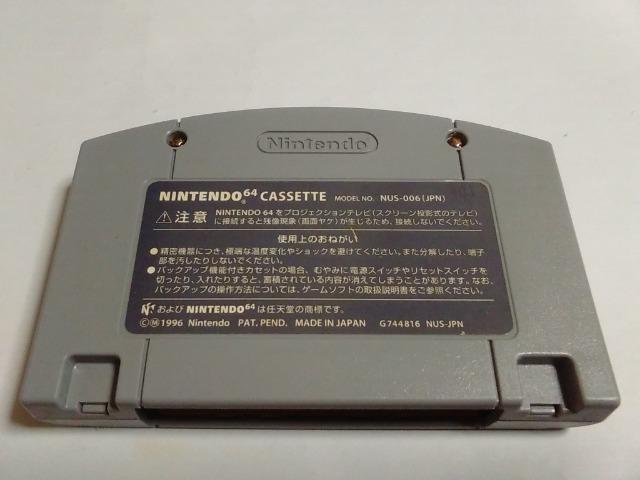 Nintendo
NINTENDO64 CASSETTE MODEL NO. NUS-006(JPN)
⚠注意 NINTENDO 64をプロジェクションテレビ(スクリーン投影式のテレビ)
に接続すると残像現象(画面ヤケ)が生じるため、接続しないでください。
使用上のおねがい
●精密機器につき、極端な温度変化やショックを避けてください。また分解したり、端子
部を汚したりしないでください。
●バックアップ機能付きカセットの場合、むやみに電源スイッチやリセットスイッチを
切ったり、入れたりすると、蓄積されている内容が消えてしまうことがあります。なお、
バックアップの操作方法については、ゲームソフトの取扱説明書をご参照ください。
および NINTENDO64 は任天堂の商標です。
©Ⓜ1996 Nintendo PAT. PEND. MADE IN JAPAN G744816 NUS-JPN